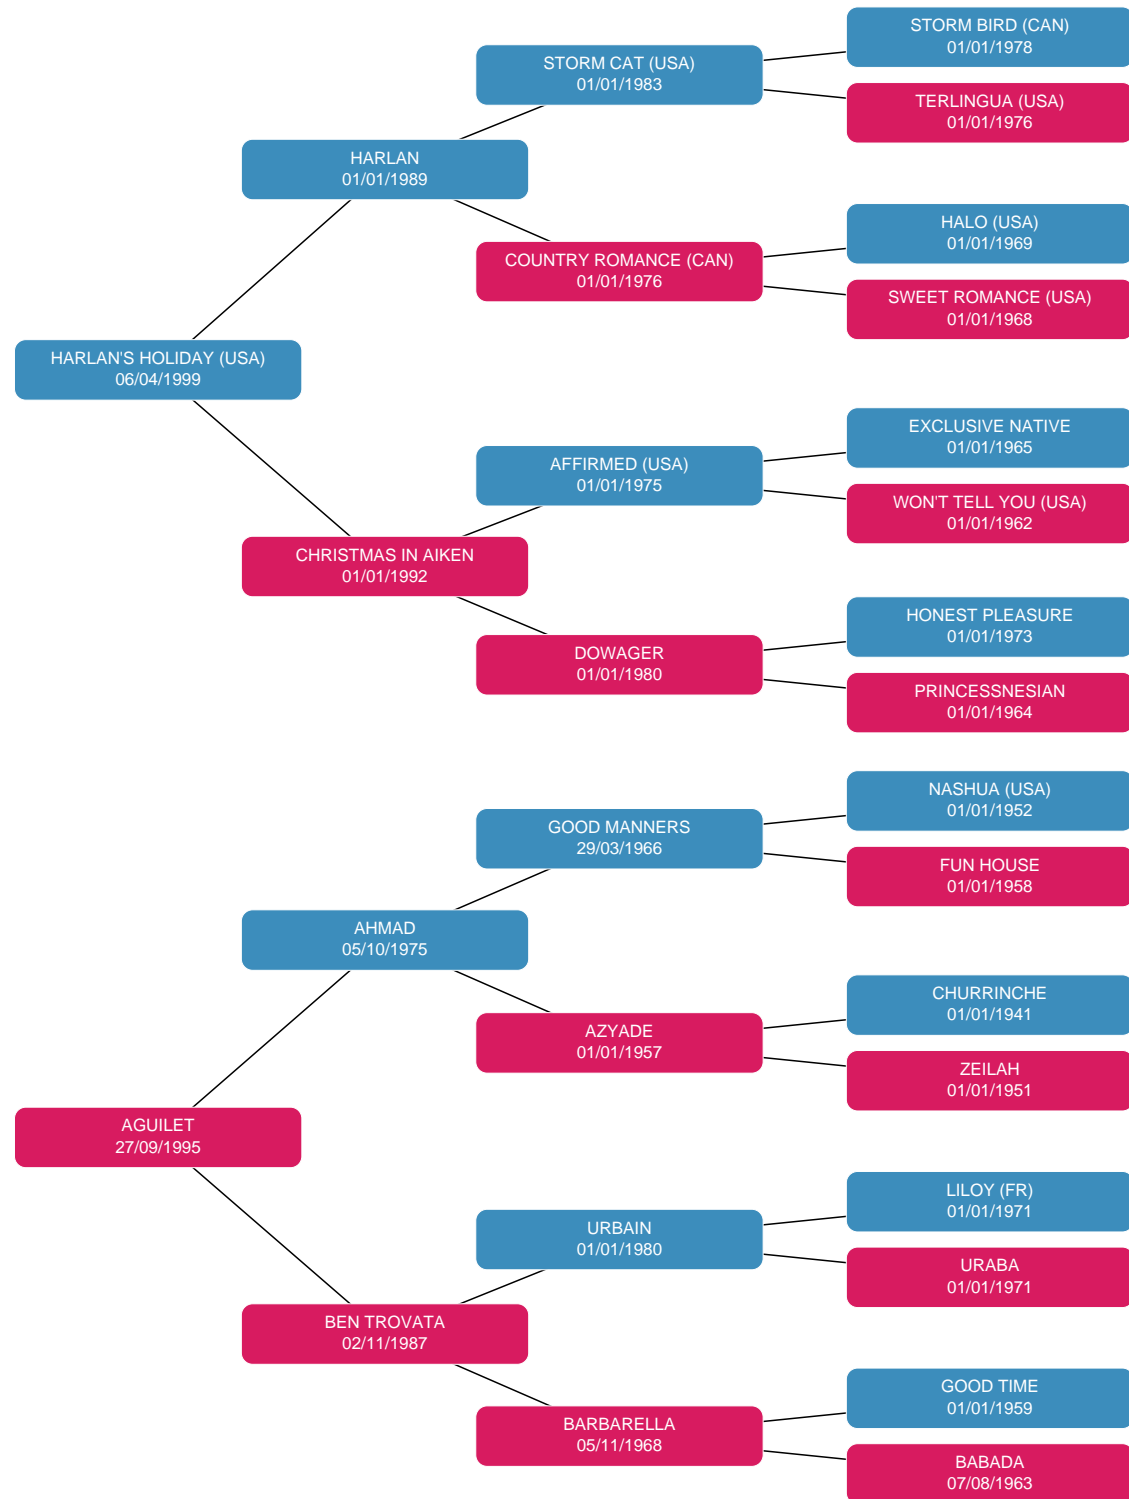 STORM BIRD (CAN)
01/01/1978
STORM CAT (USA)
01/01/1983
TERLINGUA (USA)
01/01/1976
HARLAN
01/01/1989
HALO (USA)
01/01/1969
COUNTRY ROMANCE (CAN)
01/01/1976
SWEET ROMANCE (USA)
01/01/1968
HARLAN'S HOLIDAY (USA)
06/04/1999
EXCLUSIVE NATIVE
01/01/1965
AFFIRMED (USA)
01/01/1975
WON'T TELL YOU (USA)
01/01/1962
CHRISTMAS IN AIKEN
01/01/1992
HONEST PLEASURE
01/01/1973
DOWAGER
01/01/1980
PRINCESSNESIAN
01/01/1964
NASHUA (USA)
01/01/1952
GOOD MANNERS
29/03/1966
FUN HOUSE
01/01/1958
AHMAD
05/10/1975
CHURRINCHE
01/01/1941
AZYADE
01/01/1957
ZEILAH
01/01/1951
AGUILET
27/09/1995
LILOY (FR)
01/01/1971
URBAIN
01/01/1980
URABA
01/01/1971
BEN TROVATA
02/11/1987
GOOD TIME
01/01/1959
BARBARELLA
05/11/1968
BABADA
07/08/1963